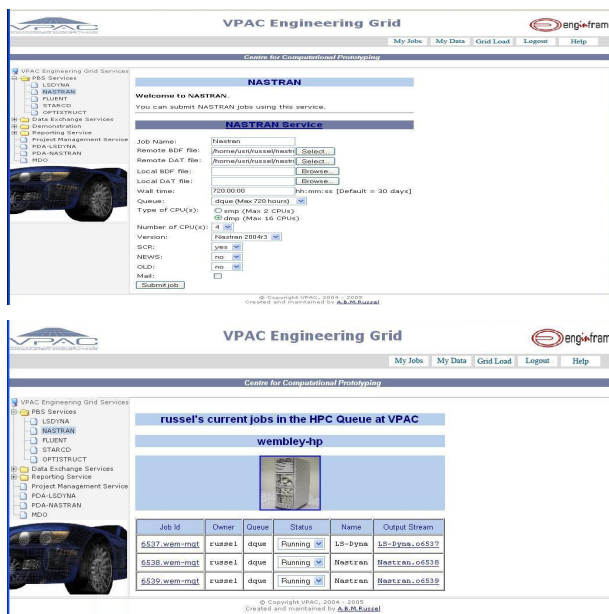 VPAC
VPAC Engineering Grid
enginfram
My Jobs My Data Grid Load Logout Help
Centre for Computational Prototyping
VPAC Engineering Grid Services
PBS Services
LSDYNA
NASTRAN
FLUENT
STARCD
OPTISTRUCT
Data Exchange Services
Demonstration
Reporting Service
Project Management Service
PDA-LSDYNA
PDA-NASTRAN
MDO
NASTRAN
Welcome to NASTRAN.
You can submit NASTRAN jobs using this service.
NASTRAN Service
Job Name: Nastran
Remote BDF file: /home/usri/russel/nastr Select...
Remote DAT file: /home/usri/russel/nastr Select...
Local BDF file: Browse...
Local DAT file: Browse...
Wall time: 720:00:00 hh:mm:ss [Default = 30 days]
Queue: dque (Max 720 hours)
Type of CPU(s): smp (Max 2 CPUs)
dmp (Max 16 CPUs)
Number of CPU(s): 4
Version: Nastran 2004r3
SCR: yes
NEWS: no
OLD: no
Mail:
Submit job
© Copyright VPAC, 2004 - 2005
Created and maintained by A.B.M.Russel
VPAC
VPAC Engineering Grid
enginfram
My Jobs My Data Grid Load Logout Help
Centre for Computational Prototyping
VPAC Engineering Grid Services
PBS Services
LSDYNA
NASTRAN
FLUENT
STARCD
OPTISTRUCT
Data Exchange Services
Reporting Service
Project Management Service
PDA-LSDYNA
PDA-NASTRAN
MDO
russel's current jobs in the HPC Queue at VPAC
wembley-hp
Job Id Owner Queue Status Name Output Stream
6537.wem-mgt russel dque Running LS-Dyna LS-Dyna.o6537
6538.wem-mgt russel dque Running Nastran Nastran.o6538
6539.wem-mgt russel dque Running Nastran Nastran.o6539
© Copyright VPAC, 2004 - 2005
Created and maintained by A.B.M.Russel